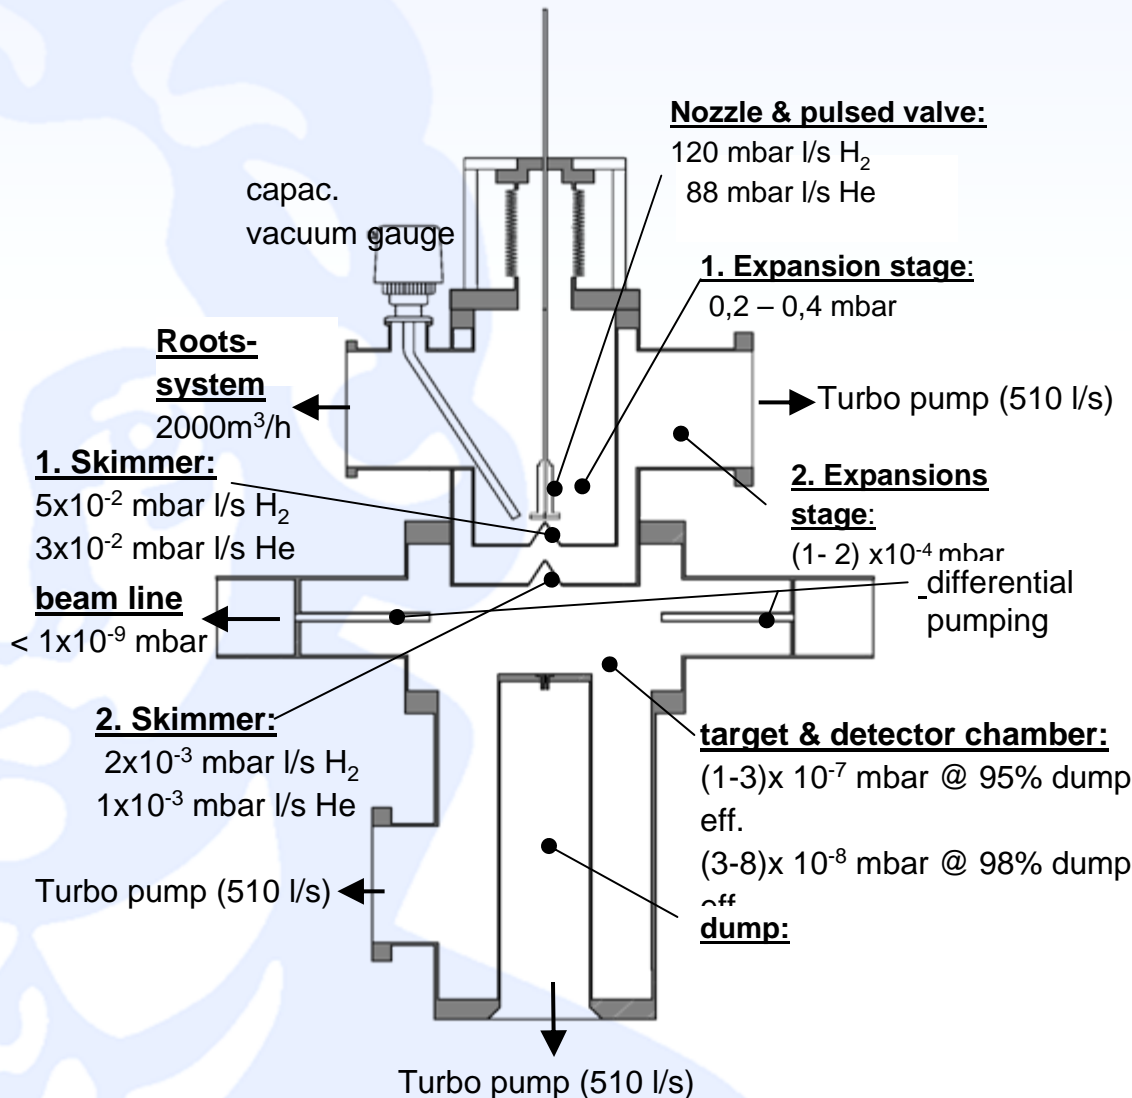 Nozzle & pulsed valve:
120 mbar l/s H₂
88 mbar l/s He
capac.
vacuum gauge
1. Expansion stage:
0,2 – 0,4 mbar
Roots-
system
2000m³/h
Turbo pump (510 l/s)
1. Skimmer:
5x10⁻² mbar l/s H₂
3x10⁻² mbar l/s He
2. Expansions
stage:
(1- 2) x10⁻⁴ mbar
beam line
< 1x10⁻⁹ mbar
differential
pumping
2. Skimmer:
2x10⁻³ mbar l/s H₂
1x10⁻³ mbar l/s He
target & detector chamber:
(1-3)x 10⁻⁷ mbar @ 95% dump
eff.
(3-8)x 10⁻⁸ mbar @ 98% dump
eff
dump:
Turbo pump (510 l/s)
Turbo pump (510 l/s)